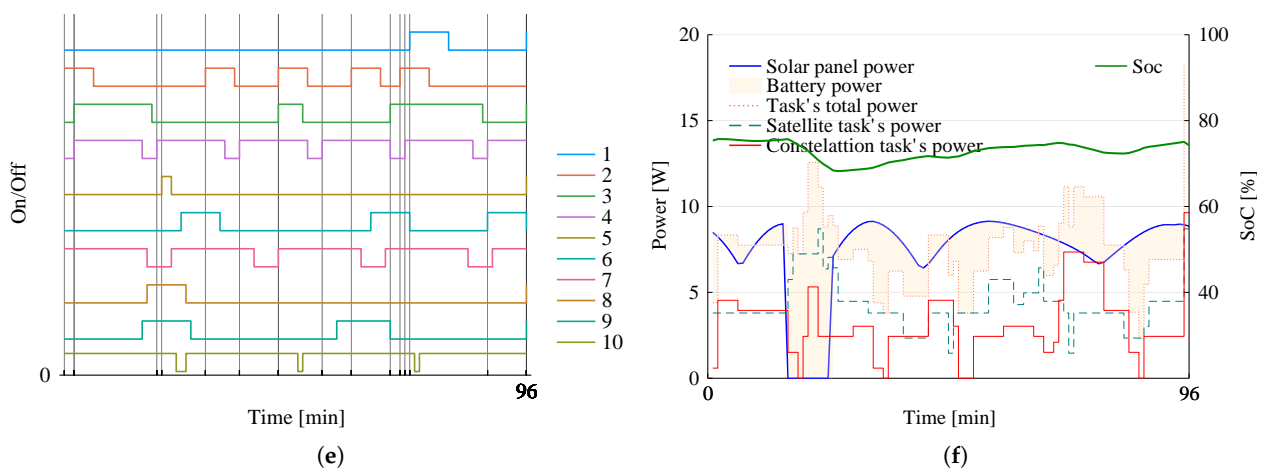 On/Off
0
96
Time [min]
1
2
3
4
5
6
7
8
9
10
(e)
20
15
10
5
0
Power [W]
Solar panel power
Battery power
Task's total power
Satellite task's power
Constelattion task's power
Soc
100
80
60
40
SoC [%]
0
96
Time [min]
(f)